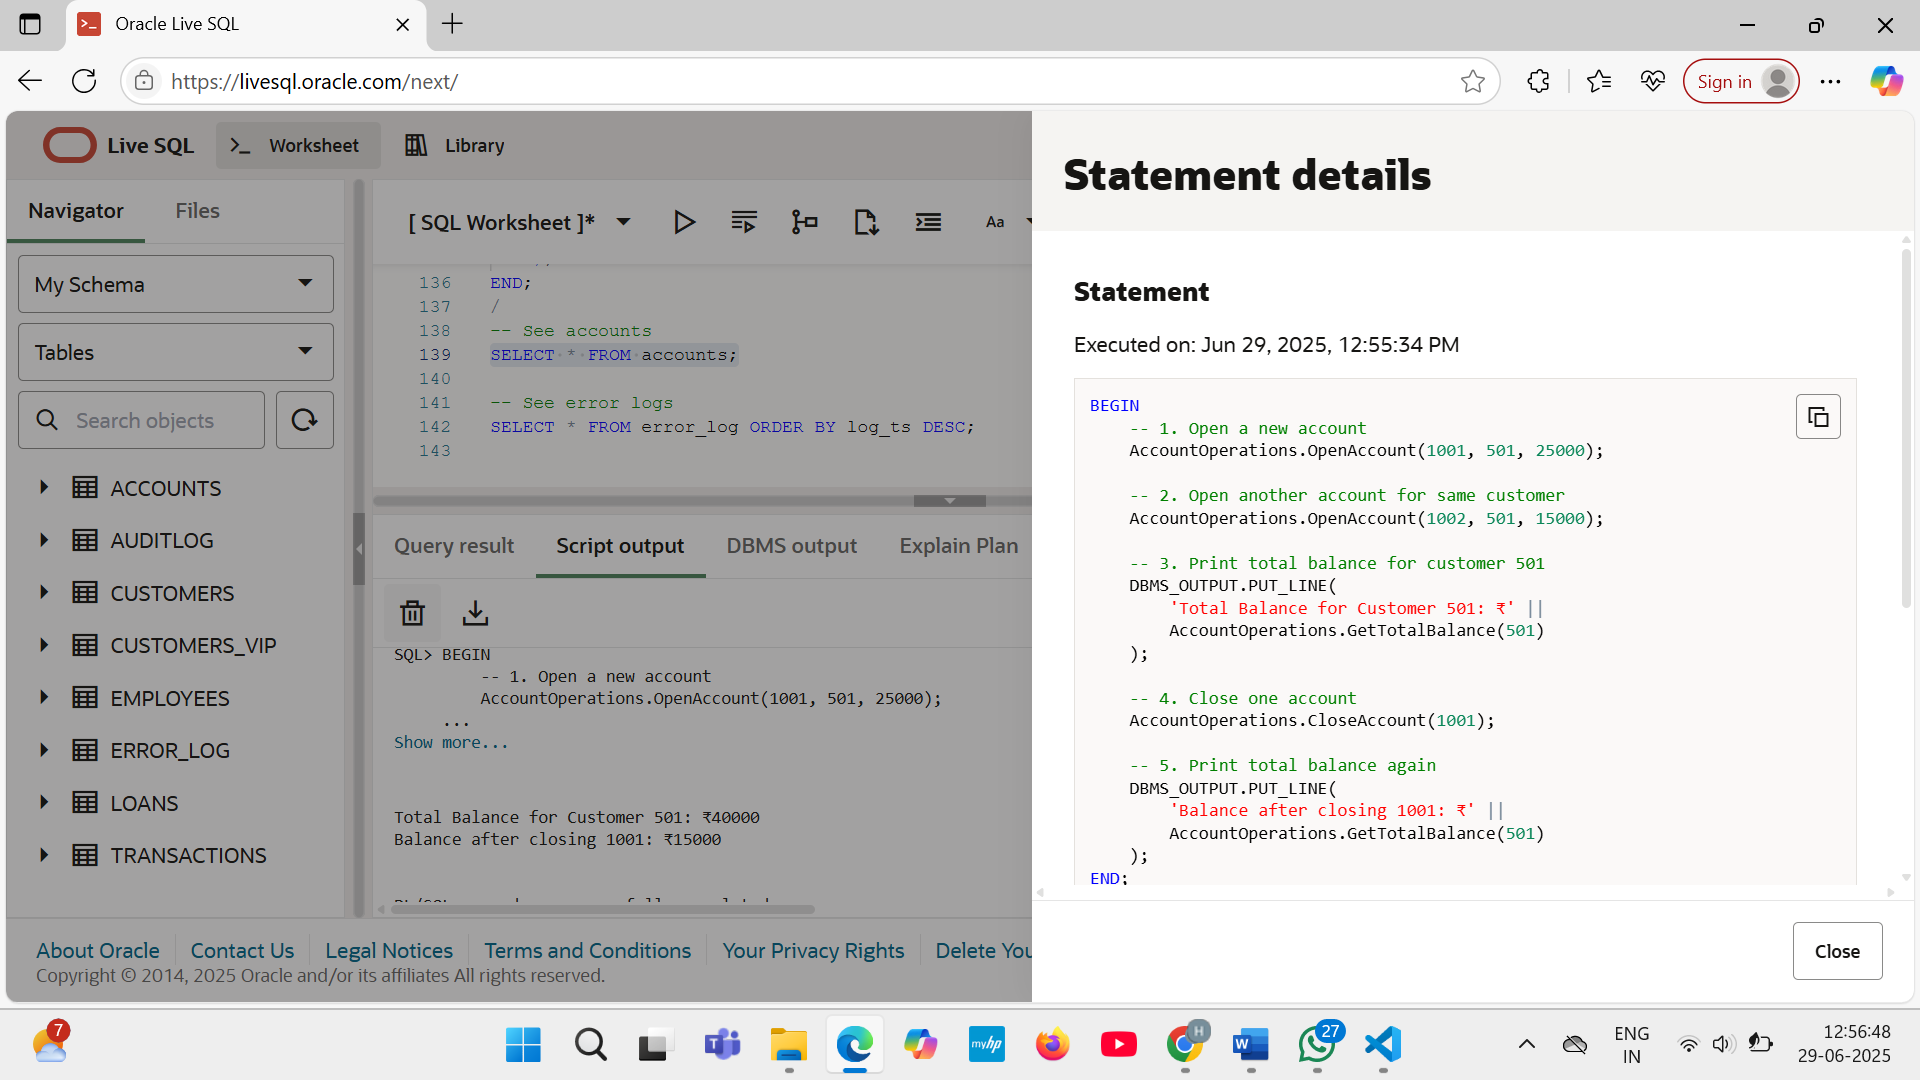 Oracle Live SQL
https://livesql.oracle.com/next/
Sign in
Live SQL
Worksheet
Library
Navigator
Files
My Schema
Tables
Search objects
ACCOUNTS
AUDITLOG
CUSTOMERS
CUSTOMERS_VIP
EMPLOYEES
ERROR_LOG
LOANS
TRANSACTIONS
[ SQL Worksheet ]*
Aa
136 END;
137 /
138 -- See accounts
139 SELECT * FROM accounts;
140
141 -- See error logs
142 SELECT * FROM error_log ORDER BY log_ts DESC;
143
Query result
Script output
DBMS output
Explain Plan
SQL> BEGIN
-- 1. Open a new account
AccountOperations.OpenAccount(1001, 501, 25000);
...
Show more...
Total Balance for Customer 501: ₹40000
Balance after closing 1001: ₹15000
Statement details
Statement
Executed on: Jun 29, 2025, 12:55:34 PM
BEGIN
-- 1. Open a new account
AccountOperations.OpenAccount(1001, 501, 25000);
-- 2. Open another account for same customer
AccountOperations.OpenAccount(1002, 501, 15000);
-- 3. Print total balance for customer 501
DBMS_OUTPUT.PUT_LINE(
'Total Balance for Customer 501: ₹' ||
AccountOperations.GetTotalBalance(501)
);
-- 4. Close one account
AccountOperations.CloseAccount(1001);
-- 5. Print total balance again
DBMS_OUTPUT.PUT_LINE(
'Balance after closing 1001: ₹' ||
AccountOperations.GetTotalBalance(501)
);
END;
Close
About Oracle
Contact Us
Legal Notices
Terms and Conditions
Your Privacy Rights
Delete You
Copyright © 2014, 2025 Oracle and/or its affiliates All rights reserved.
7
T
myhp
H
W
27
ENG
IN
12:56:48
29-06-2025